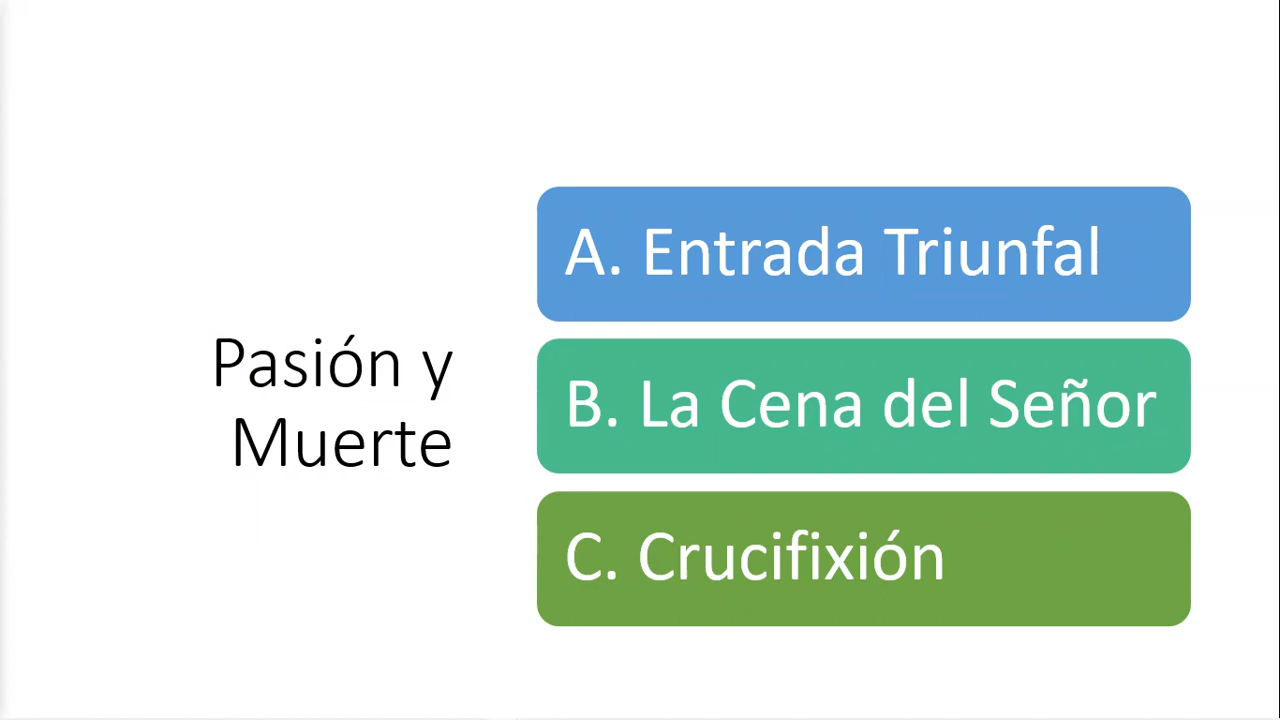 Pasión y
Muerte
A. Entrada Triunfal
B. La Cena del Señor
C. Crucifixión